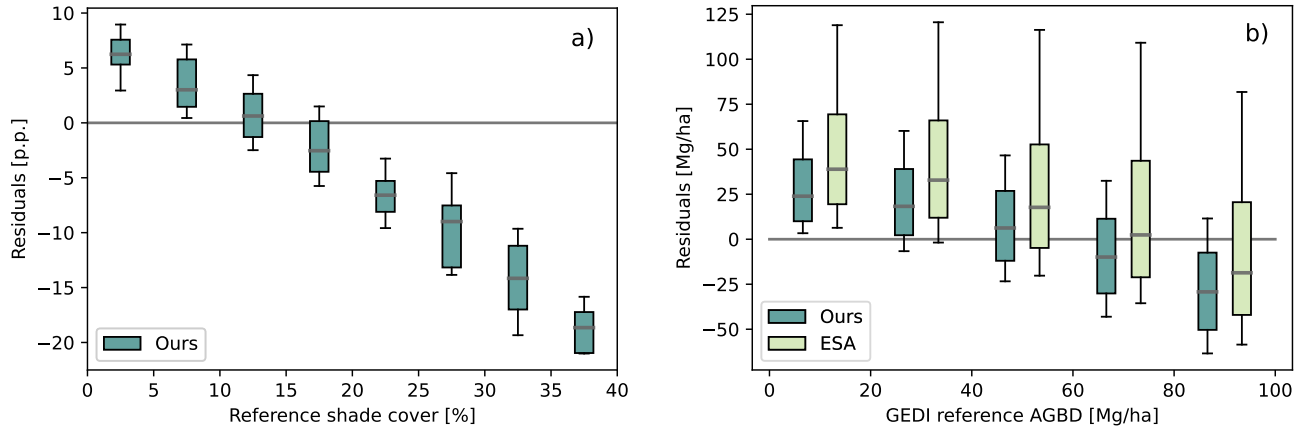 a)
Residuals [p.p.]
10
5
0
−5
−10
−15
−20
0 5 10 15 20 25 30 35 40
Reference shade cover [%]
Ours
b)
Residuals [Mg/ha]
125
100
75
50
25
0
−25
−50
0 20 40 60 80 100
GEDI reference AGBD [Mg/ha]
Ours
ESA